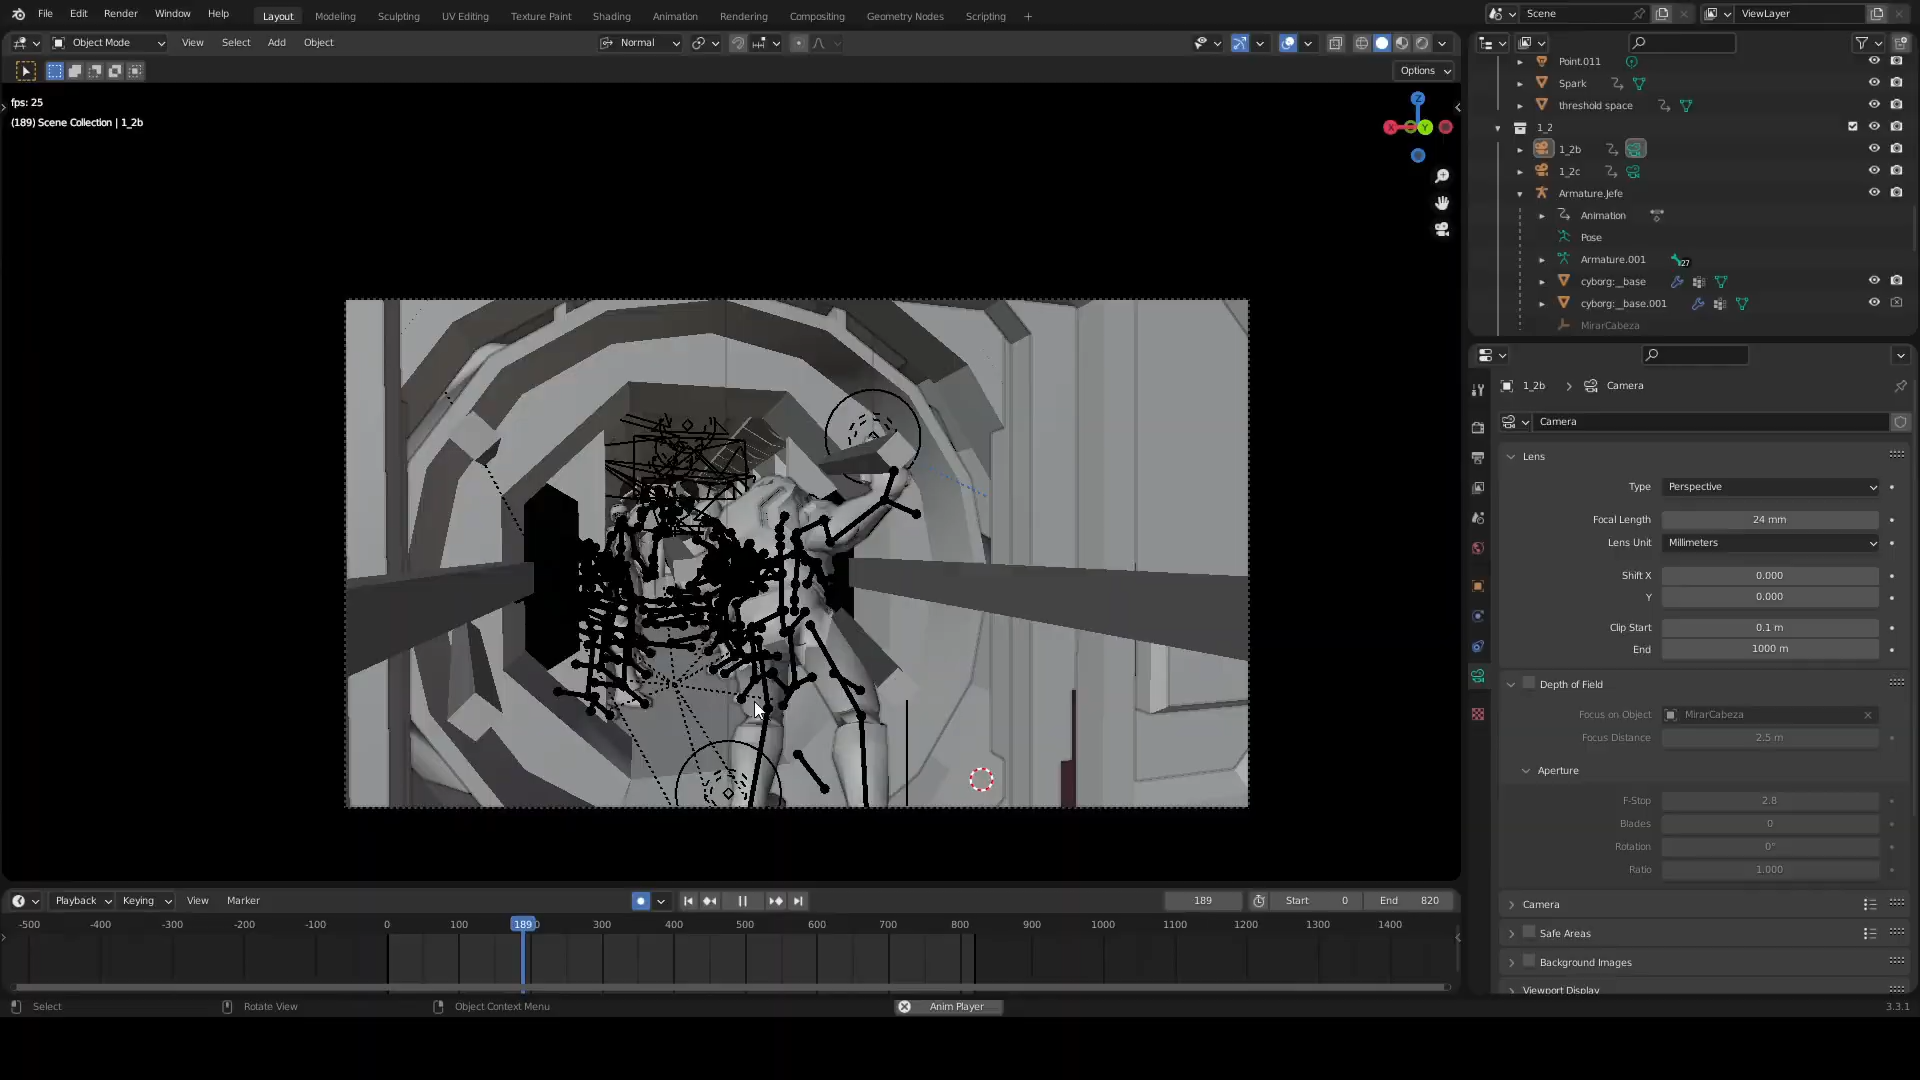 File Edit Render Window Help Layout Modeling Sculpting UV Editing Texture Paint Shading Animation Rendering Compositing Geometry Nodes Scripting + Scene ViewLayer
Object Mode View Select Add Object Normal
Options
fps: 25
(189) Scene Collection | 1_2b
Z
X Y
Point.011
Spark
threshold space
1_2
1_2b
1_2c
Armature.Jefe
Animation
Pose
Armature.001 27
cyborg:_base
cyborg:_base.001
MirarCabeza
1_2b > Camera
Camera
Lens
Type Perspective
Focal Length 24 mm
Lens Unit Millimeters
Shift X 0.000
Y 0.000
Clip Start 0.1 m
End 1000 m
Depth of Field
Focus on Object MirarCabeza
Focus Distance 2.5 m
Aperture
F-Stop 2.8
Blades 0
Rotation 0°
Ratio 1.000
Camera
Safe Areas
Background Images
Viewport Display
Playback Keying View Marker 189 Start 0 End 820
-500 -400 -300 -200 -100 0 100 189 300 400 500 600 700 800 900 1000 1100 1200 1300 1400
Select Rotate View Object Context Menu Anim Player 3.3.1